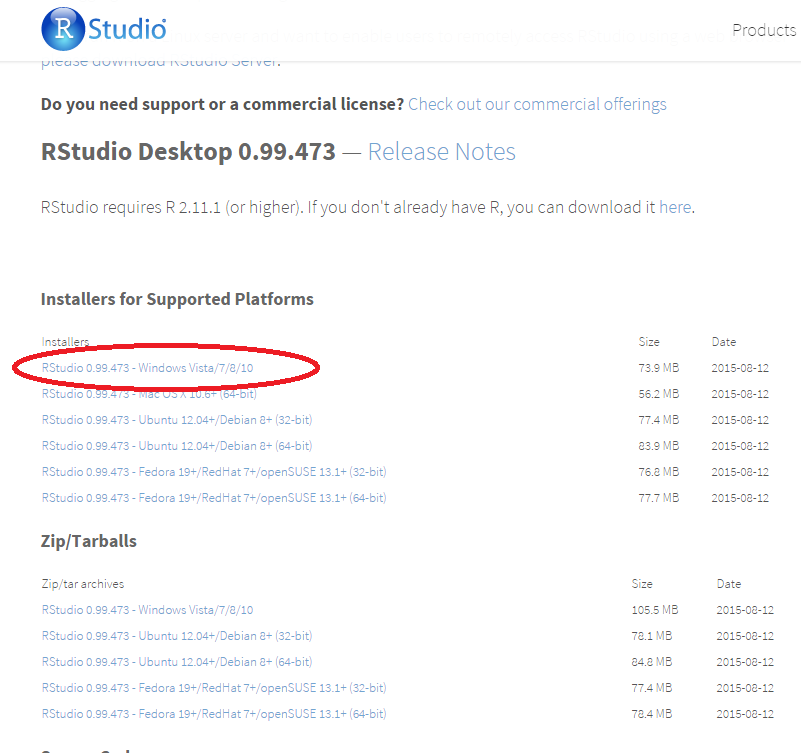 R Studio
Products
please download RStudio Server.
Do you need support or a commercial license? Check out our commercial offerings
RStudio Desktop 0.99.473 — Release Notes
RStudio requires R 2.11.1 (or higher). If you don't already have R, you can download it here.
Installers for Supported Platforms
Installers Size Date
RStudio 0.99.473 - Windows Vista/7/8/10 73.9 MB 2015-08-12
RStudio 0.99.473 - Mac OS X 10.6+ (64-bit) 56.2 MB 2015-08-12
RStudio 0.99.473 - Ubuntu 12.04+/Debian 8+ (32-bit) 77.4 MB 2015-08-12
RStudio 0.99.473 - Ubuntu 12.04+/Debian 8+ (64-bit) 83.9 MB 2015-08-12
RStudio 0.99.473 - Fedora 19+/RedHat 7+/openSUSE 13.1+ (32-bit) 76.8 MB 2015-08-12
RStudio 0.99.473 - Fedora 19+/RedHat 7+/openSUSE 13.1+ (64-bit) 77.7 MB 2015-08-12
Zip/Tarballs
Zip/tar archives Size Date
RStudio 0.99.473 - Windows Vista/7/8/10 105.5 MB 2015-08-12
RStudio 0.99.473 - Ubuntu 12.04+/Debian 8+ (32-bit) 78.1 MB 2015-08-12
RStudio 0.99.473 - Ubuntu 12.04+/Debian 8+ (64-bit) 84.8 MB 2015-08-12
RStudio 0.99.473 - Fedora 19+/RedHat 7+/openSUSE 13.1+ (32-bit) 77.4 MB 2015-08-12
RStudio 0.99.473 - Fedora 19+/RedHat 7+/openSUSE 13.1+ (64-bit) 78.4 MB 2015-08-12